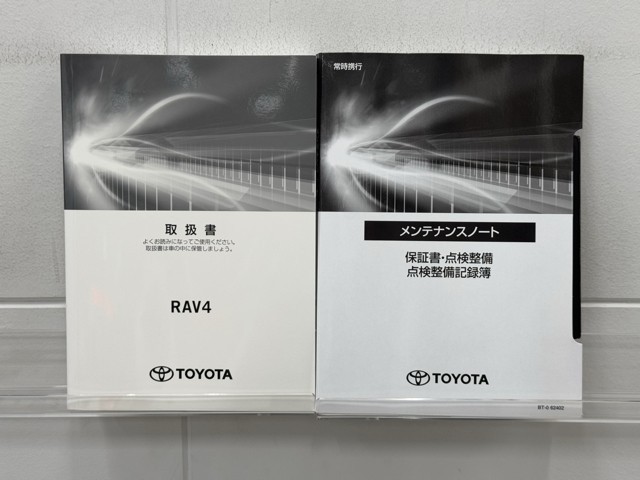 取扱書
よくお読みになってご使用ください。
取扱書は車の中に保管しましょう。
RAV4
TOYOTA
常時携行
メンテナンスノート
保証書・点検整備
点検整備記録簿
TOYOTA